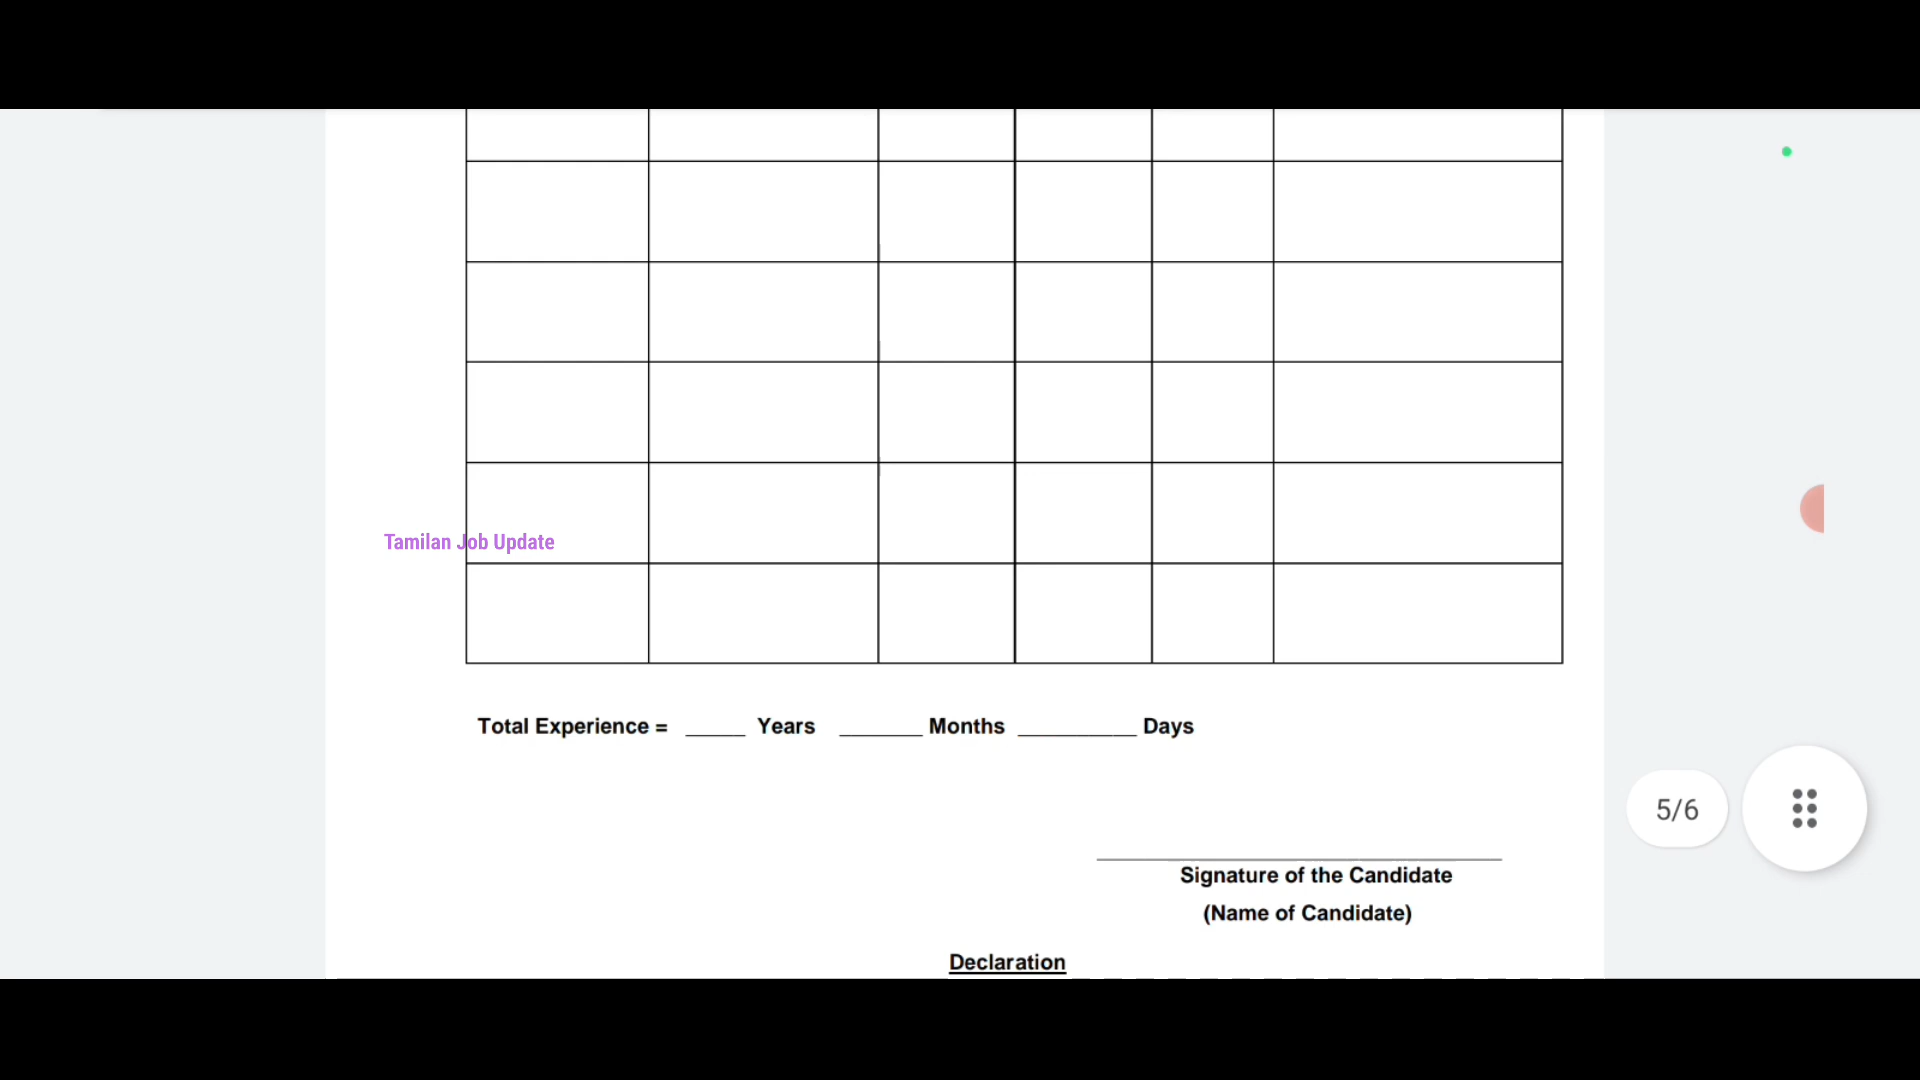 Tamilan Job Update
Total Experience = _____ Years _______ Months __________ Days
Signature of the Candidate
(Name of Candidate)
Declaration
5/6